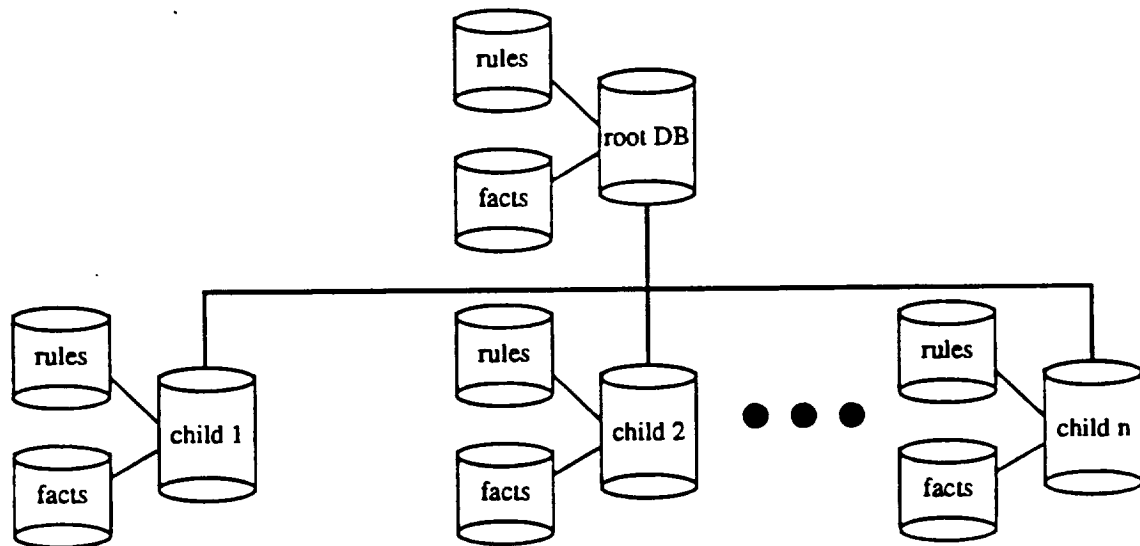 rules
root DB
facts
rules
child 1
facts
rules
child 2
facts
rules
child n
facts